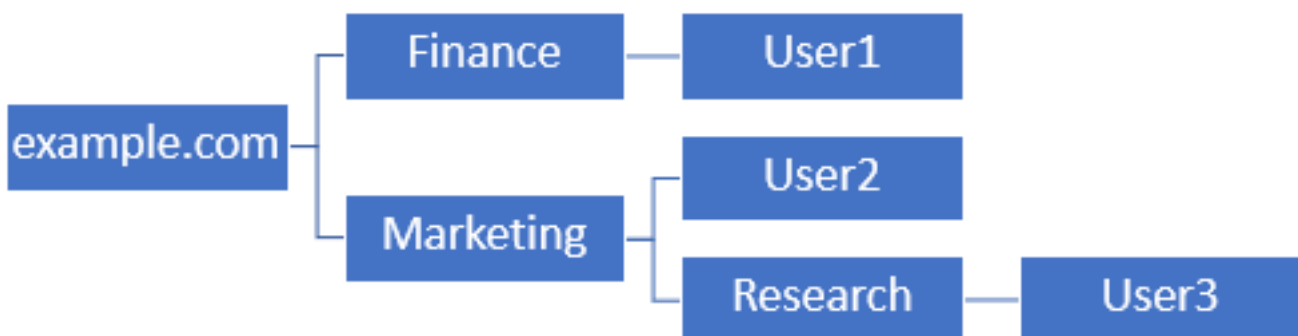 example.com
Finance
User1
Marketing
User2
Research
User3